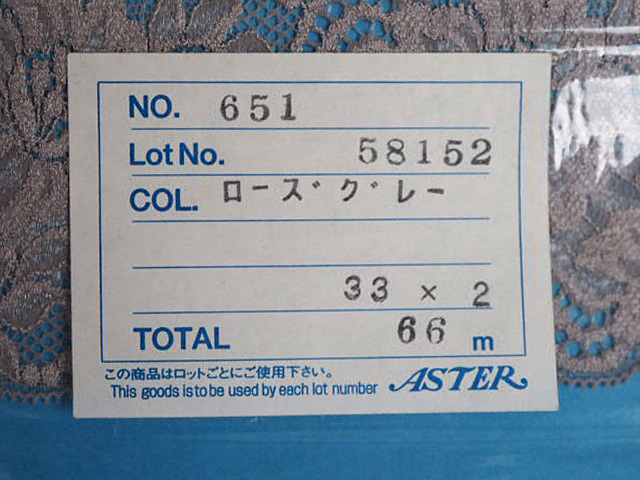 NO. 651
Lot No. 58152
COL. ローズグレー
33 × 2
TOTAL 66 m
この商品はロットごとにご使用下さい。
This goods is to be used by each lot number
ASTER